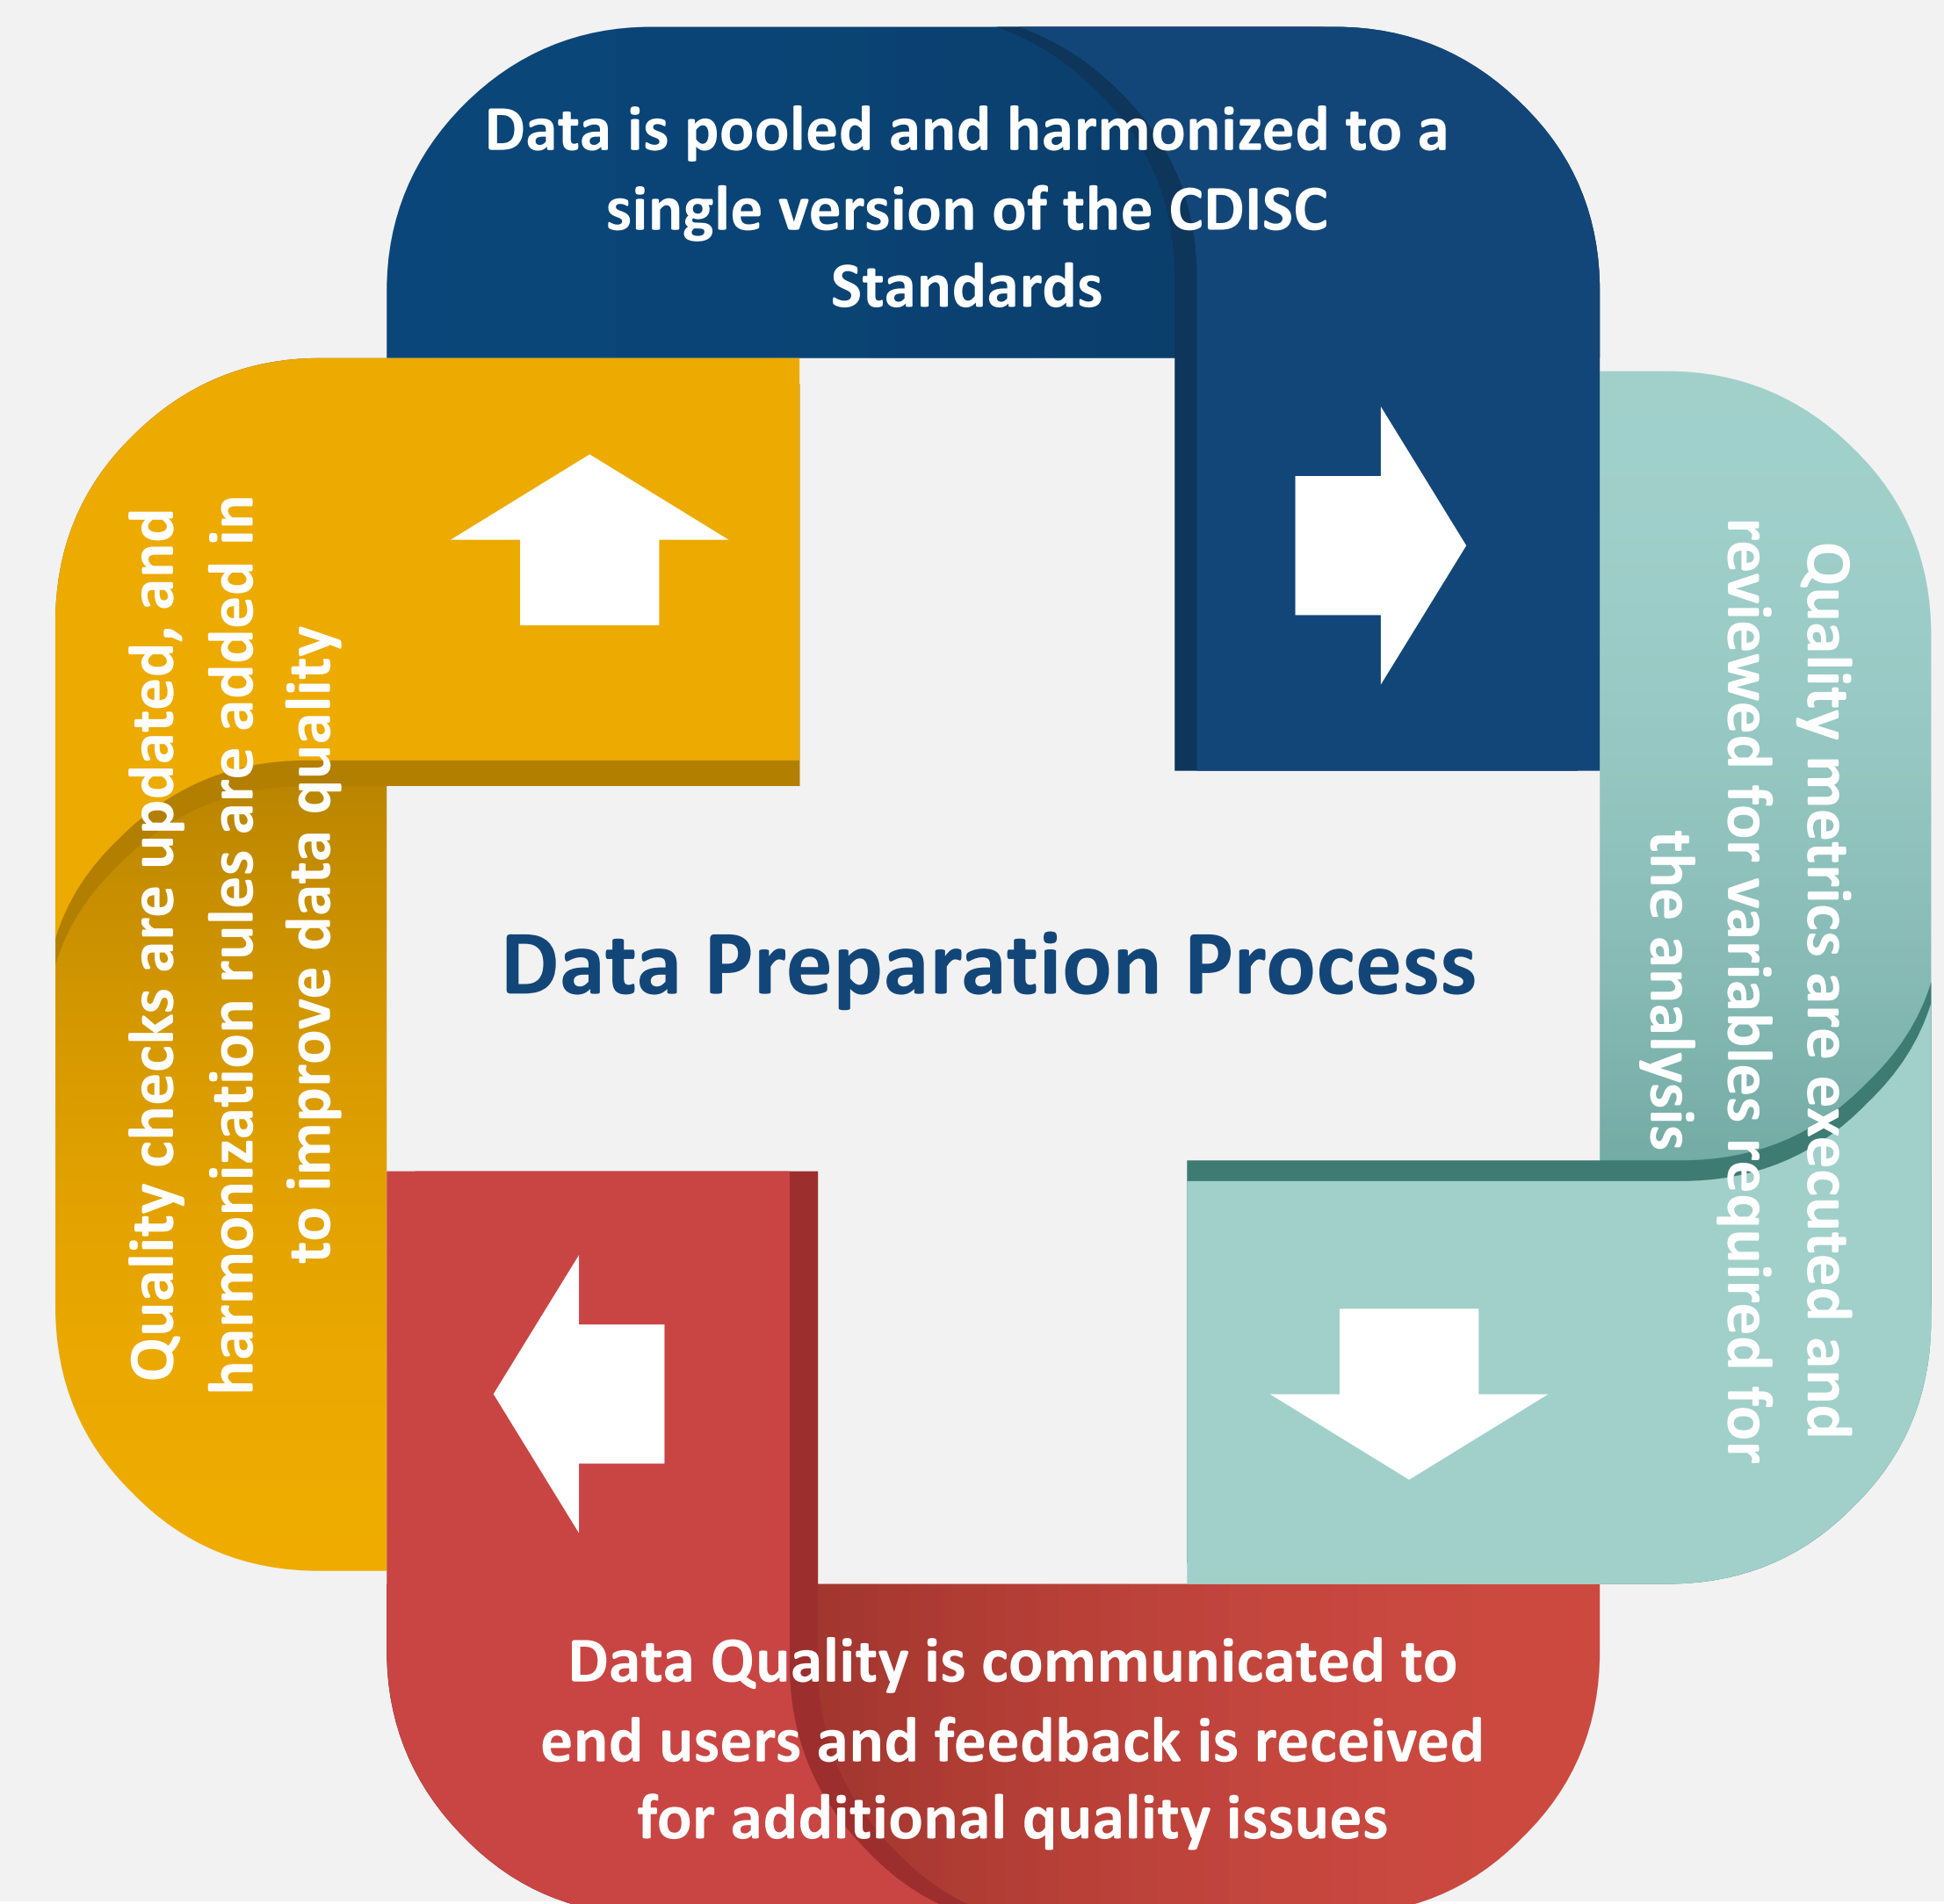 Data is pooled and harmonized to a
single version of the CDISC
Standards
Quality metrics are executed and
reviewed for variables required for
the analysis
Data Preparation Process
Data Quality is communicated to
end users and feedback is received
for additional quality issues
Quality checks are updated, and
harmonization rules are added in
to improve data quality